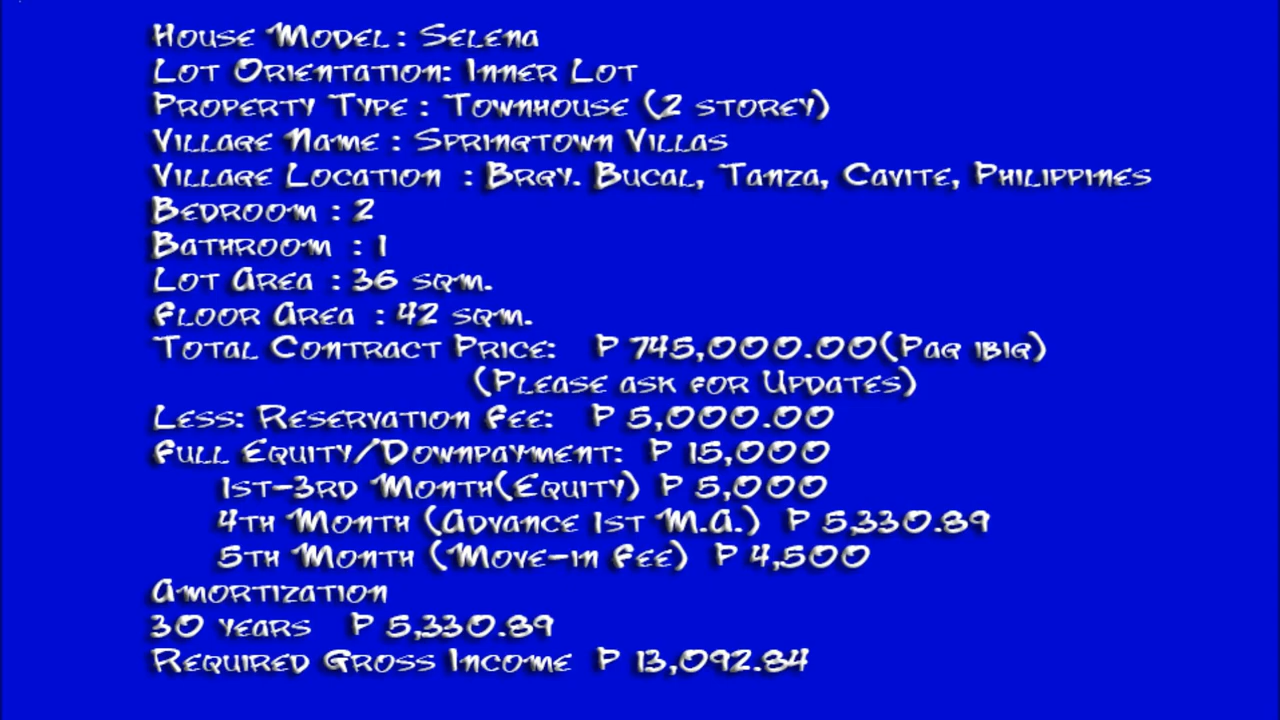 House Model : Selena
Lot Orientation: Inner Lot
Property Type : Townhouse (2 storey)
Village Name : Springtown Villas
Village Location : Brgy. Bucal, Tanza, Cavite, Philippines
Bedroom : 2
Bathroom : 1
Lot Area : 36 sqm.
Floor Area : 42 sqm.
Total Contract Price: P 745,000.00(Pag ibig)
(Please ask for Updates)
Less: Reservation Fee: P 5,000.00
Full Equity/Downpayment: P 15,000
1st-3rd Month(Equity) P 5,000
4th Month (Advance 1st M.A.) P 5,330.89
5th Month (Move-in Fee) P 4,500
Amortization
30 years P 5,330.89
Required Gross Income P 13,092.84